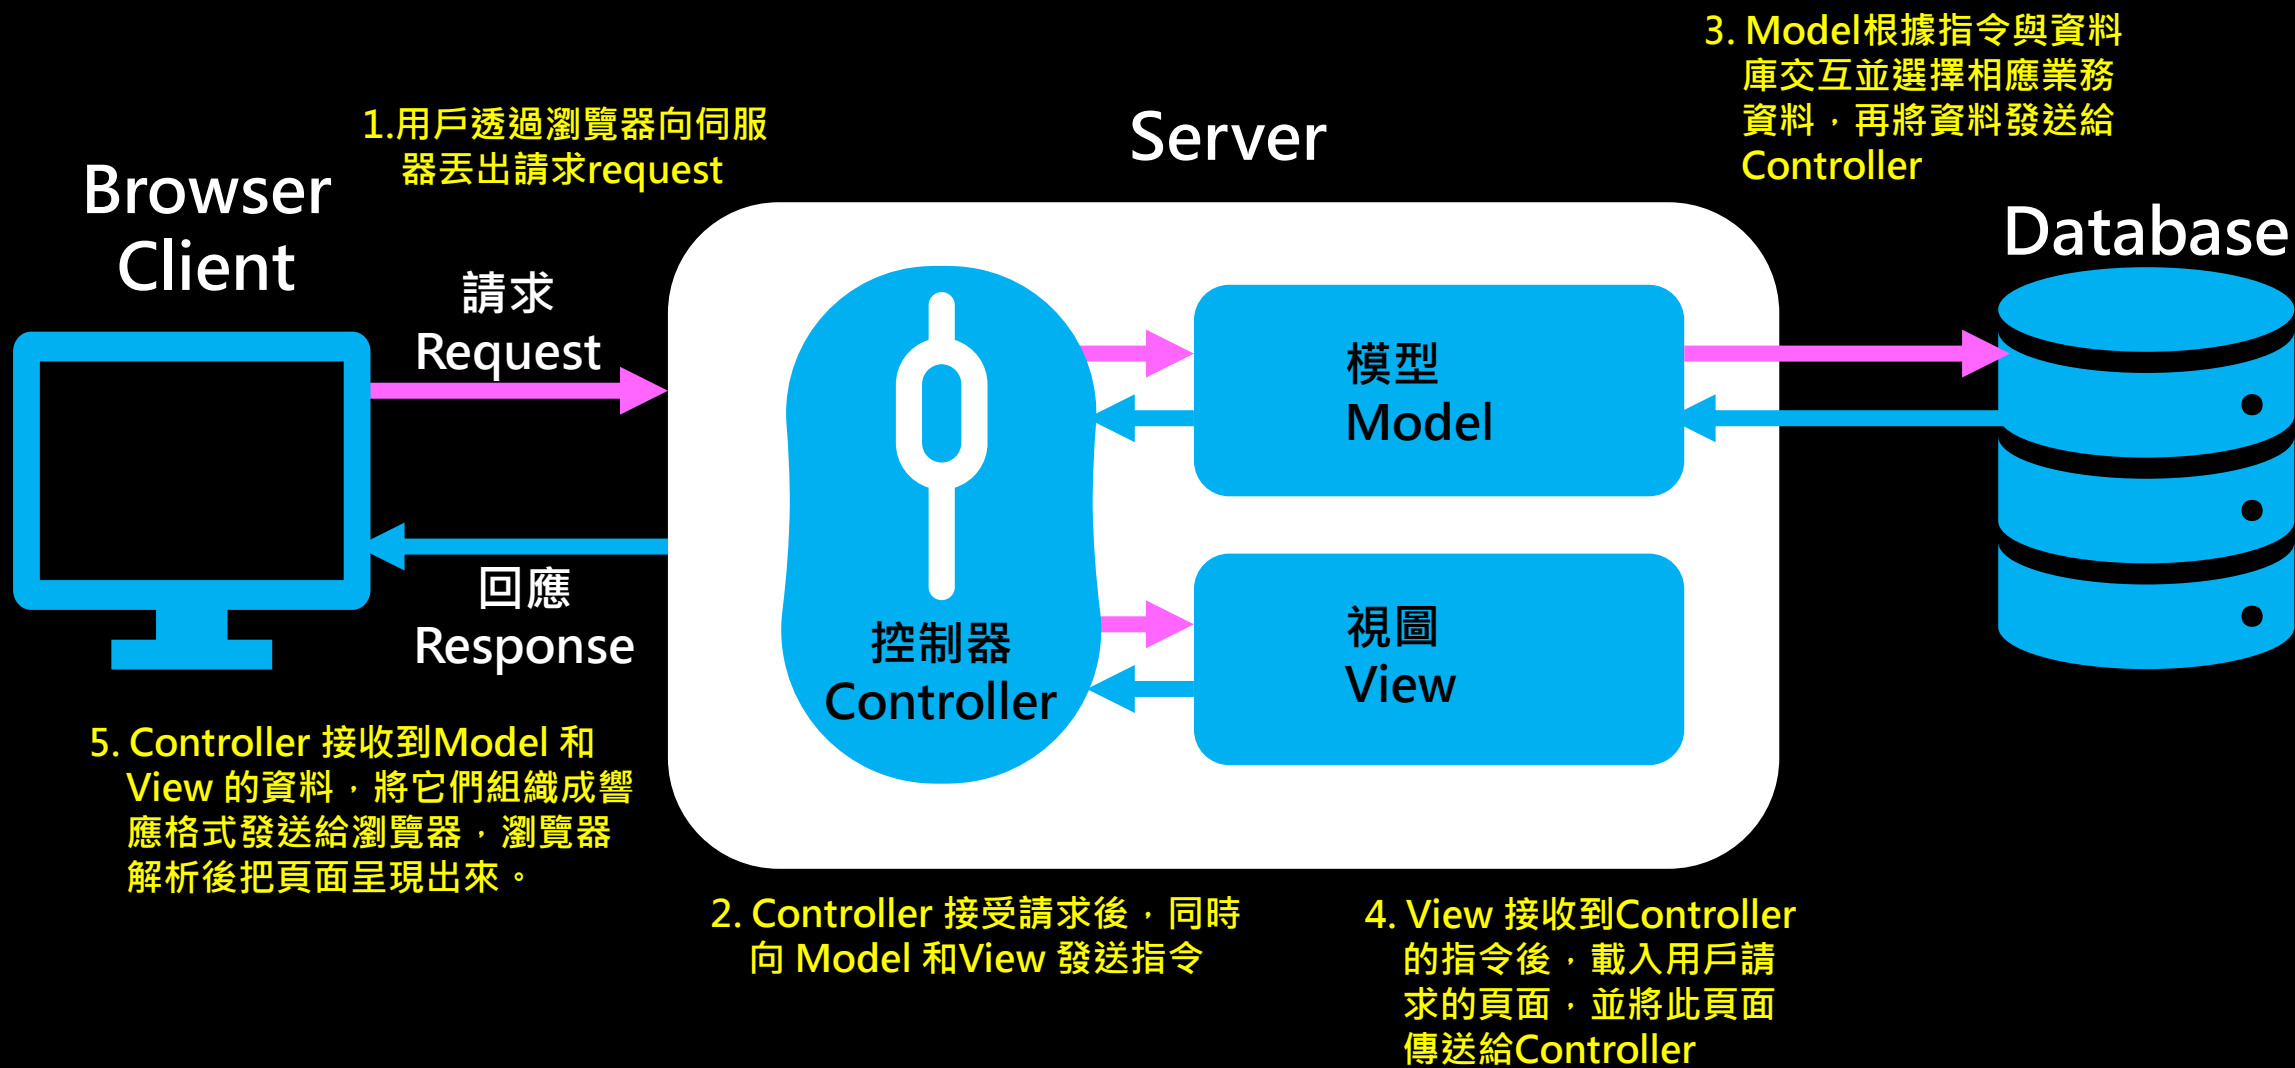 3. Model根據指令與資料
庫交互並選擇相應業務
資料，再將資料發送給
Controller
1.用戶透過瀏覽器向伺服
器丟出請求request
Server
Browser
Client
Database
請求
Request
模型
Model
回應
Response
控制器
Controller
視圖
View
5. Controller 接收到Model 和
View 的資料，將它們組織成響
應格式發送給瀏覽器，瀏覽器
解析後把頁面呈現出來。
2. Controller 接受請求後，同時
向 Model 和View 發送指令
4. View 接收到Controller
的指令後，載入用戶請
求的頁面，並將此頁面
傳送給Controller